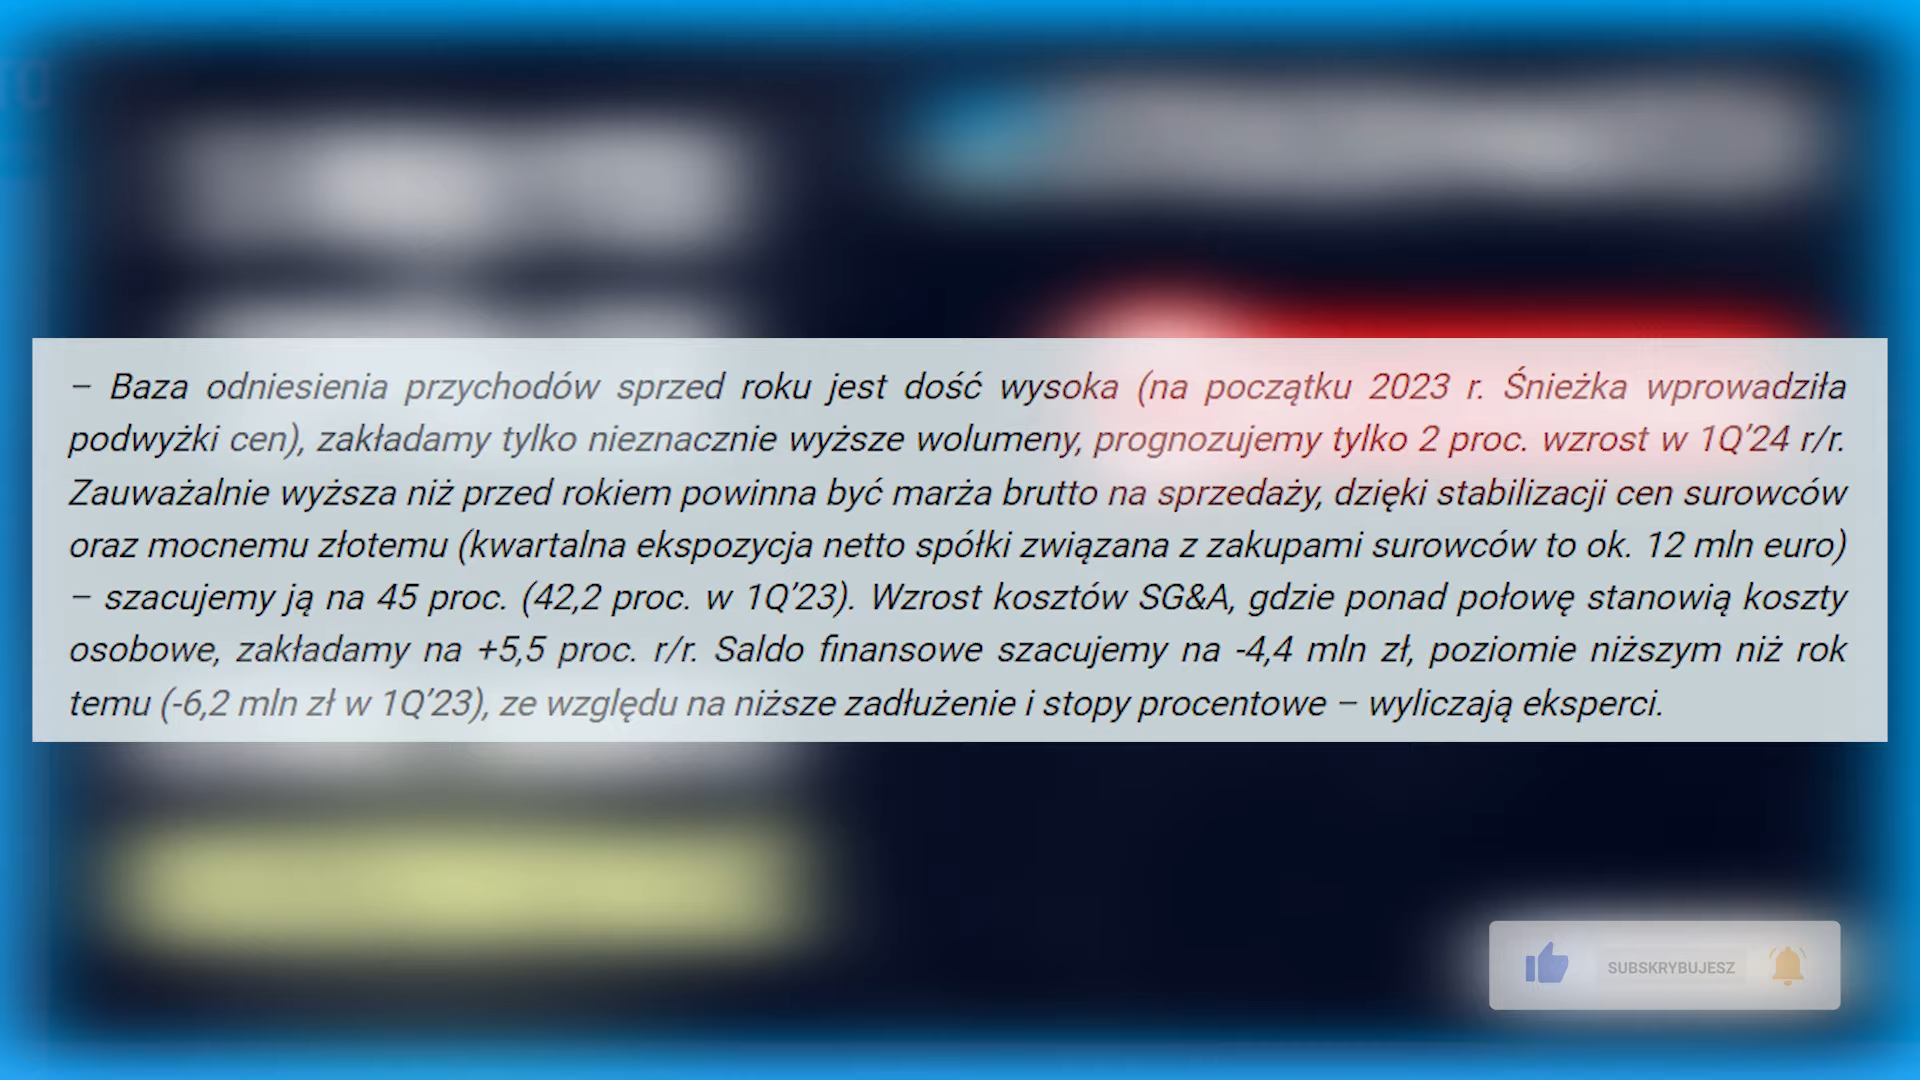 – Baza odniesienia przychodów sprzed roku jest dość wysoka (na początku 2023 r. Śnieżka wprowadziła
podwyżki cen), zakładamy tylko nieznacznie wyższe wolumeny, prognozujemy tylko 2 proc. wzrost w 1Q’24 r/r.
Zauważalnie wyższa niż przed rokiem powinna być marża brutto na sprzedaży, dzięki stabilizacji cen surowców
oraz mocnemu złotemu (kwartalna ekspozycja netto spółki związana z zakupami surowców to ok. 12 mln euro)
– szacujemy ją na 45 proc. (42,2 proc. w 1Q’23). Wzrost kosztów SG&A, gdzie ponad połowę stanowią koszty
osobowe, zakładamy na +5,5 proc. r/r. Saldo finansowe szacujemy na -4,4 mln zł, poziomie niższym niż rok
temu (-6,2 mln zł w 1Q’23), ze względu na niższe zadłużenie i stopy procentowe – wyliczają eksperci.
SUBSKRYBUJESZ